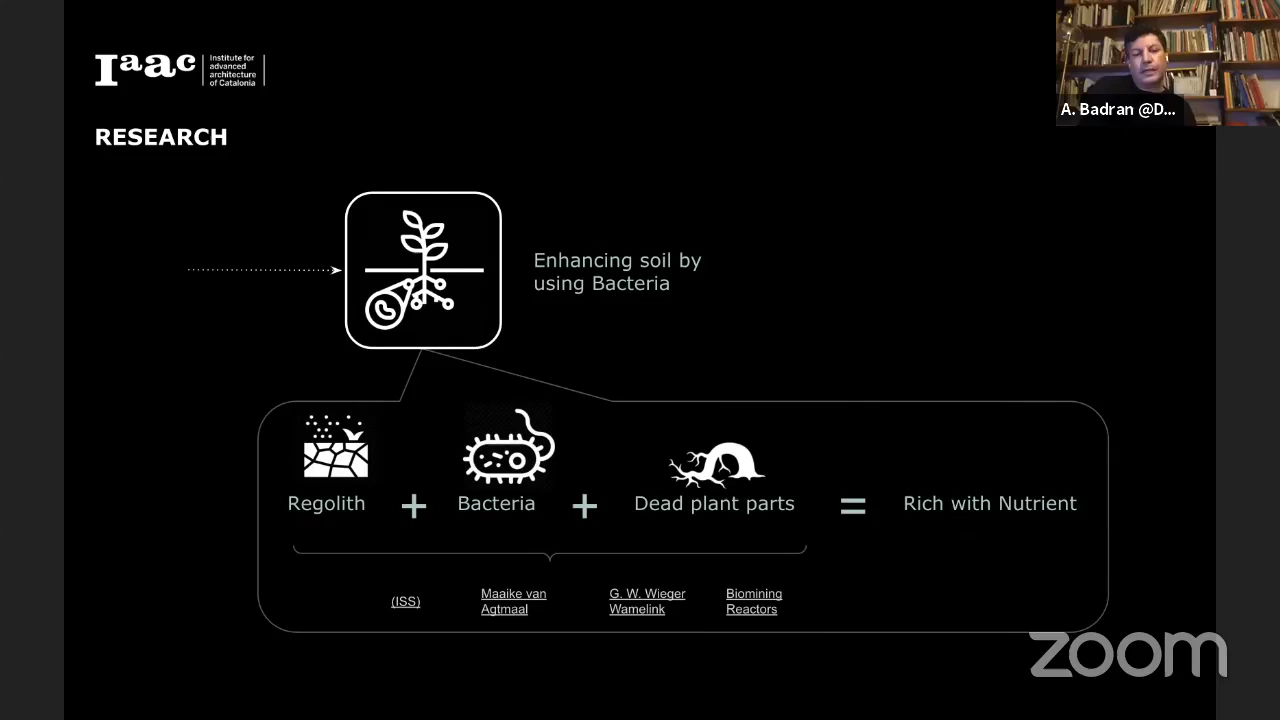 Iaac
Institute for
advanced
architecture
of Catalonia
A. Badran @D...
RESEARCH
Enhancing soil by
using Bacteria
Regolith + Bacteria + Dead plant parts = Rich with Nutrient
(ISS)
Maaike van
Agtmaal
G. W. Wieger
Wamelink
Biomining
Reactors
zoom